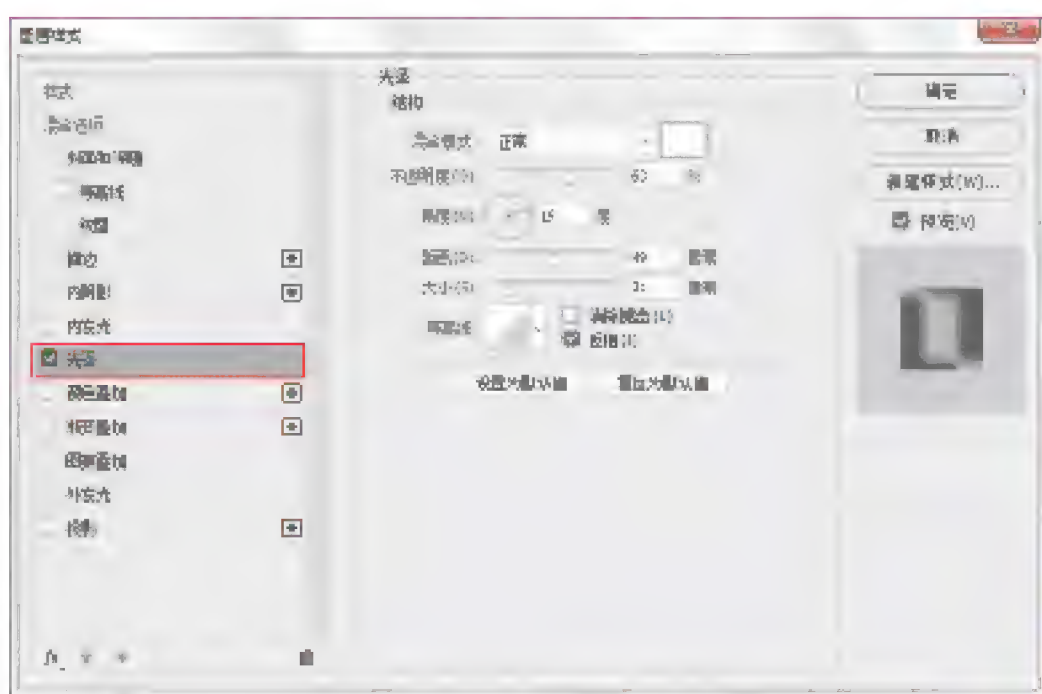 图层样式
样式
混合选项
等高线
纹理
描边
内阴影
内发光
光泽
颜色叠加
渐变叠加
图案叠加
外发光
投影
光泽
结构
混合模式: 正常
不透明度(O):
角度(N): 度
距离(D): 像素
大小(S): 像素
等高线: 消除锯齿(L)
反相(I)
设置为默认值 复位为默认值
确定
取消
新建样式(W)...
预览(V)
fx